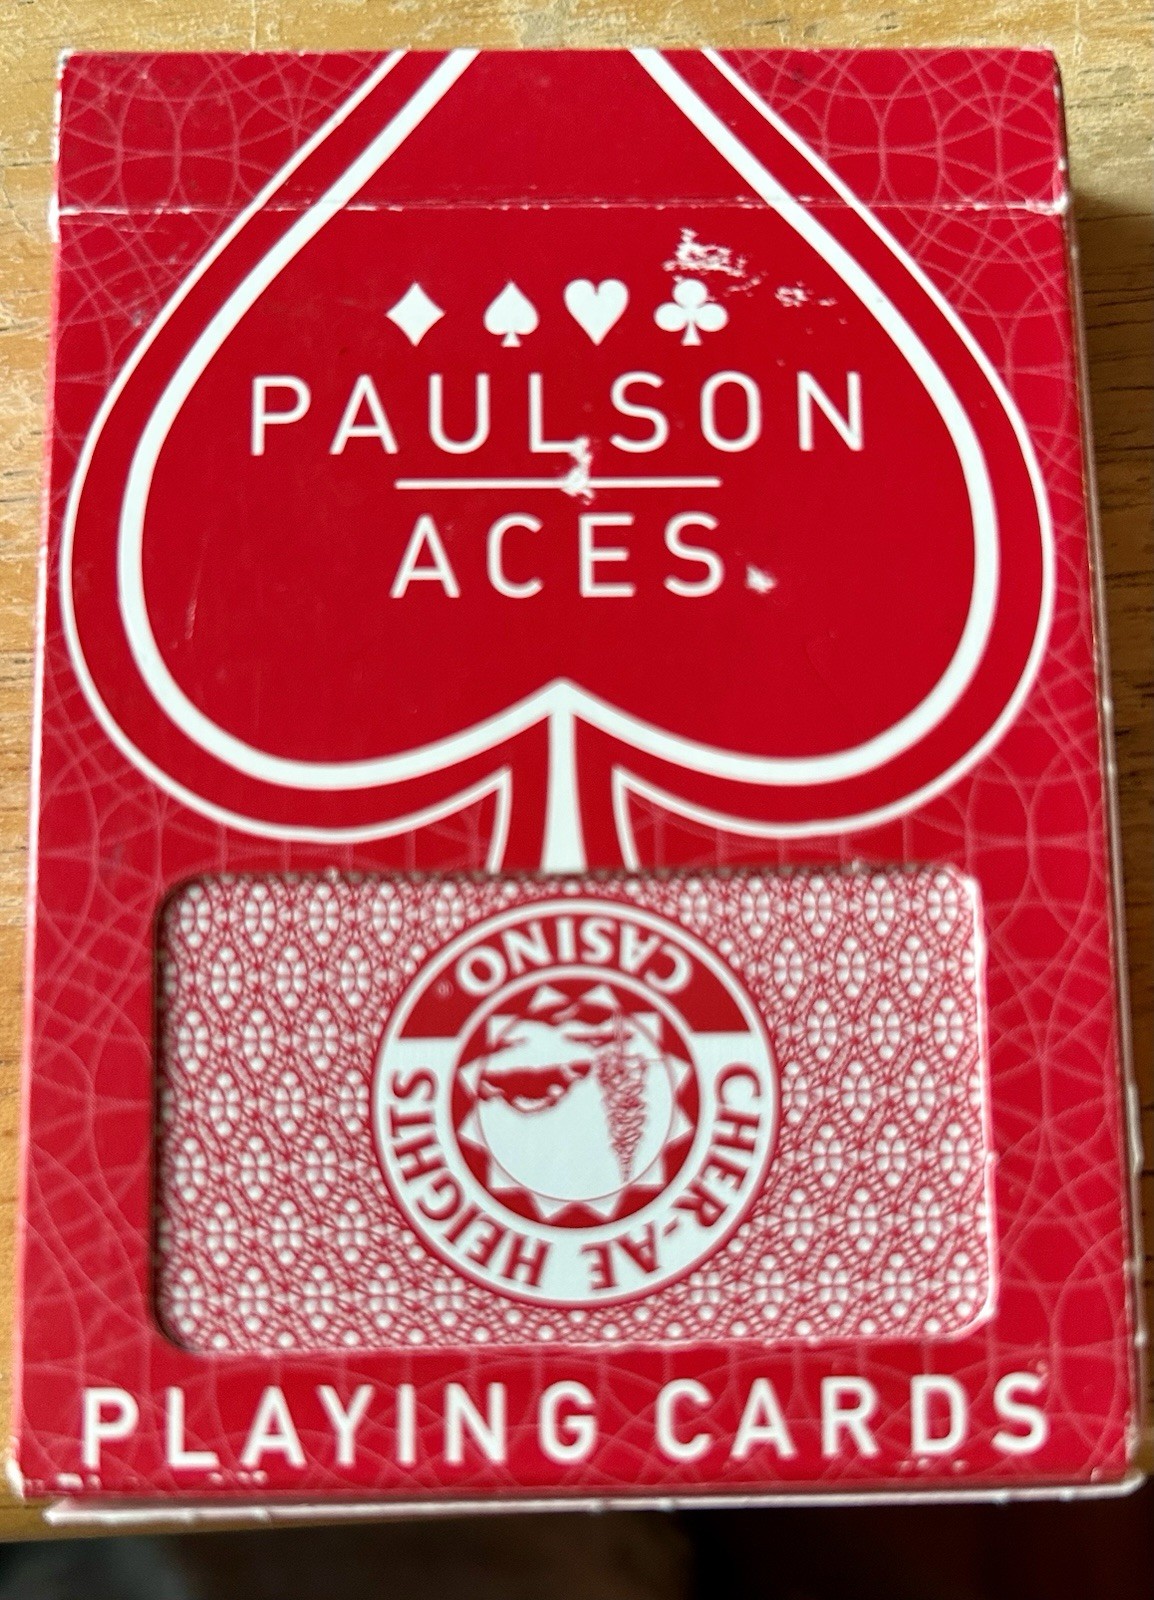 PAULSON
ACES
CHER-AE HEIGHTS
CASINO
PLAYING CARDS